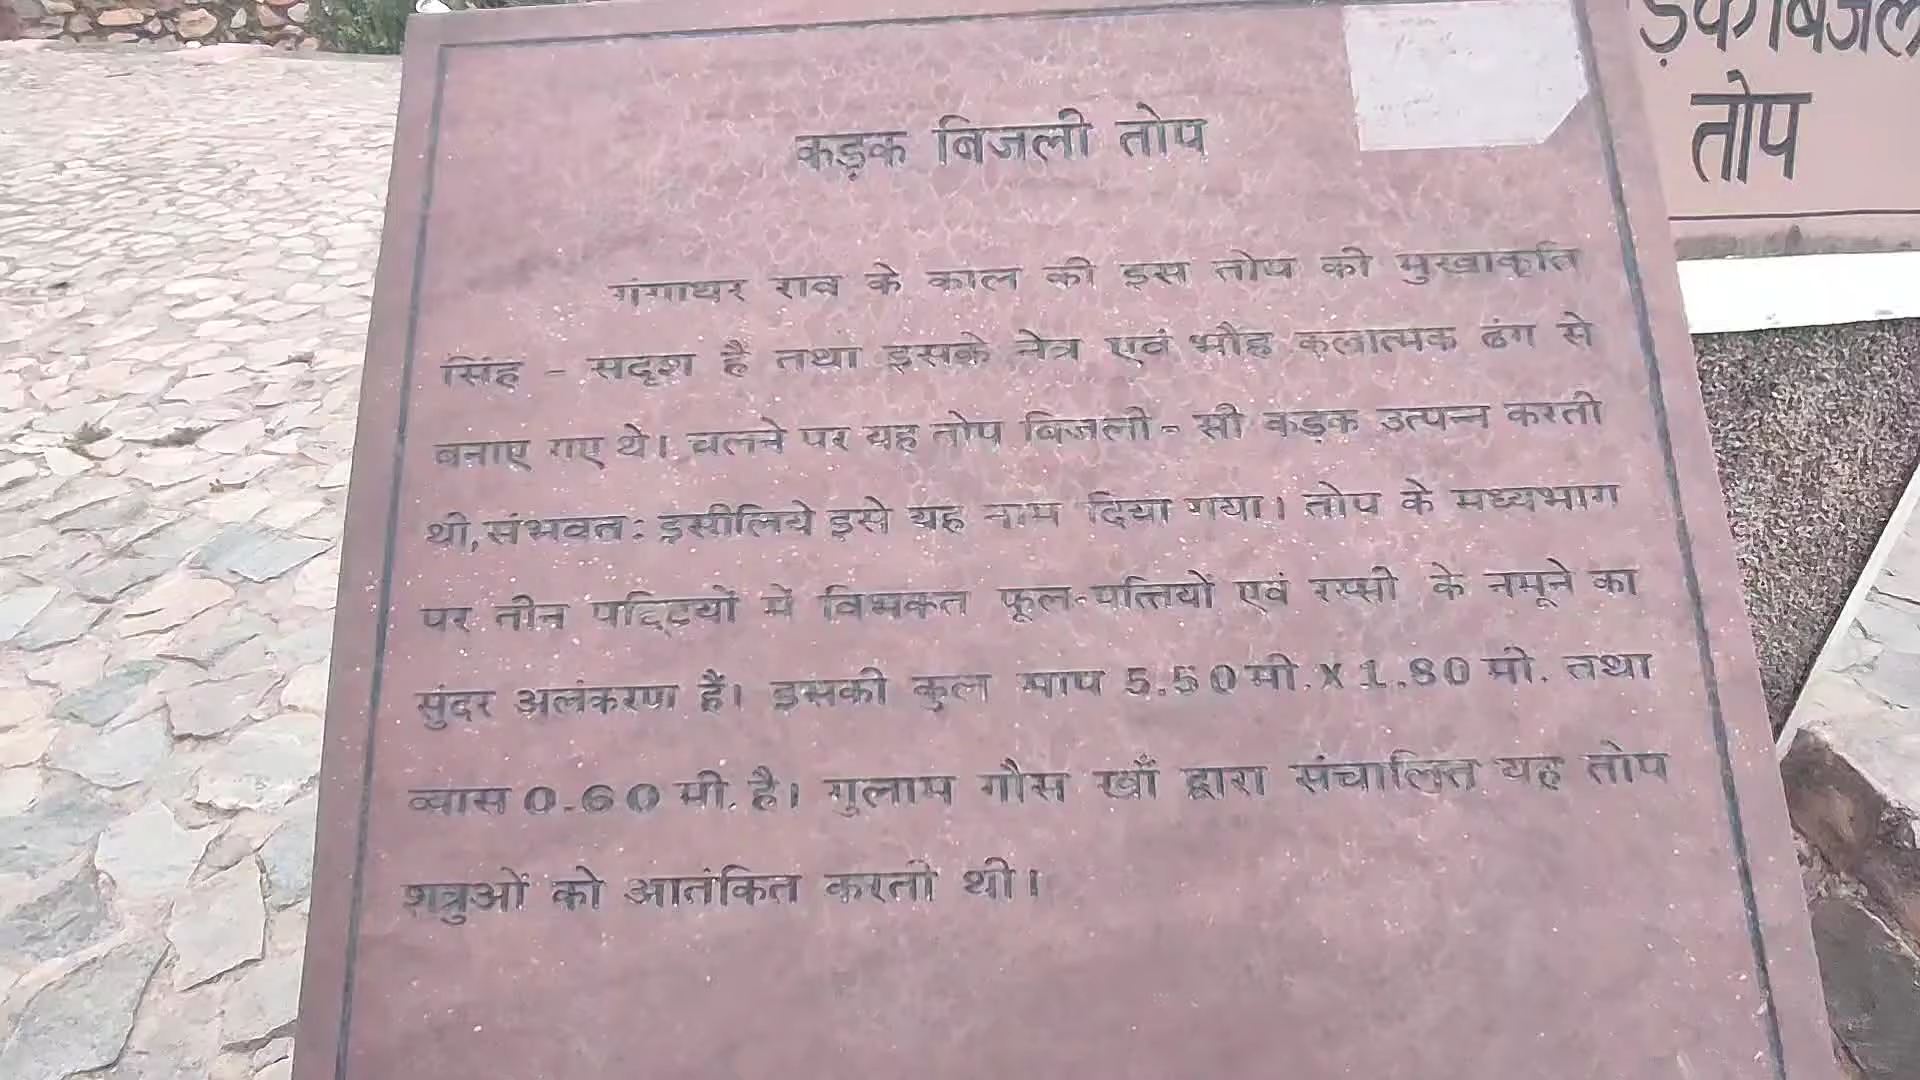 कड़क बिजली तोप
गंगाधर राव के काल की इस तोप की मुखाकृति
सिंह - सदृश है तथा इसके नेत्र एवं भौंह कलात्मक ढंग से
बनाए गए थे। चलने पर यह तोप बिजली - सी कड़क उत्पन्न करती
थी, संभवत: इसीलिये इसे यह नाम दिया गया। तोप के मध्यभाग
पर तीन पट्टियों में विभक्त फूल-पत्तियों एवं रस्सी के नमूने का
सुंदर अलंकरण है। इसकी कुल माप 5.50 मी. x 1.80 मी. तथा
व्यास 0.60 मी. है। गुलाम गौस खाँ द्वारा संचालित यह तोप
शत्रुओं को आतंकित करती थी।
तोप